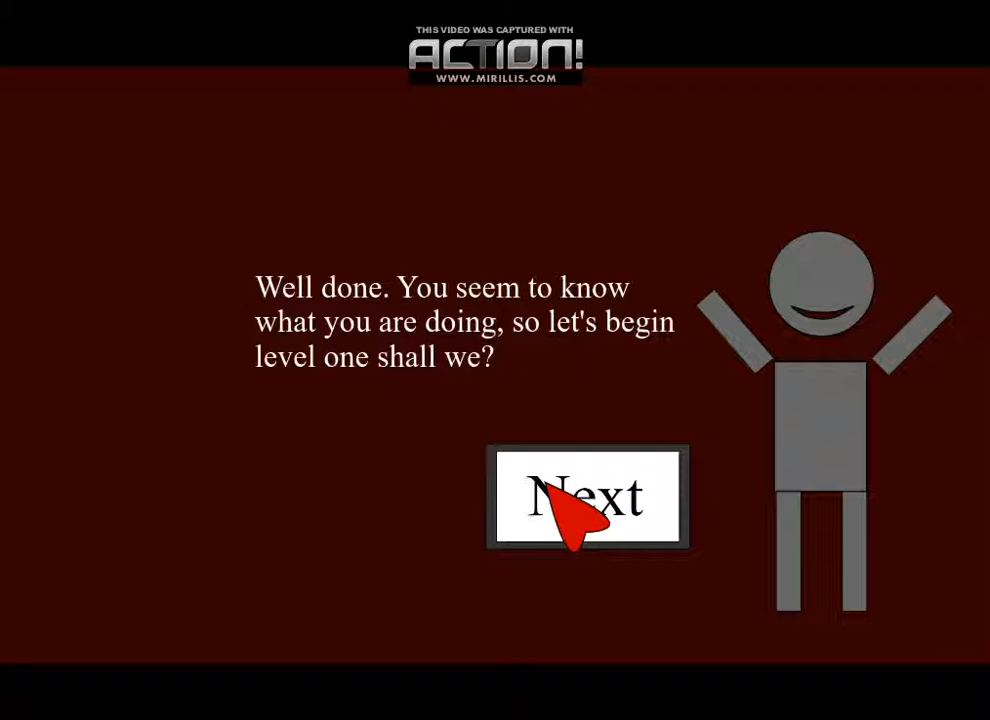 THIS VIDEO WAS CAPTURED WITH
ACTION!
WWW.MIRILLIS.COM
Well done. You seem to know
what you are doing, so let's begin
level one shall we?
Next